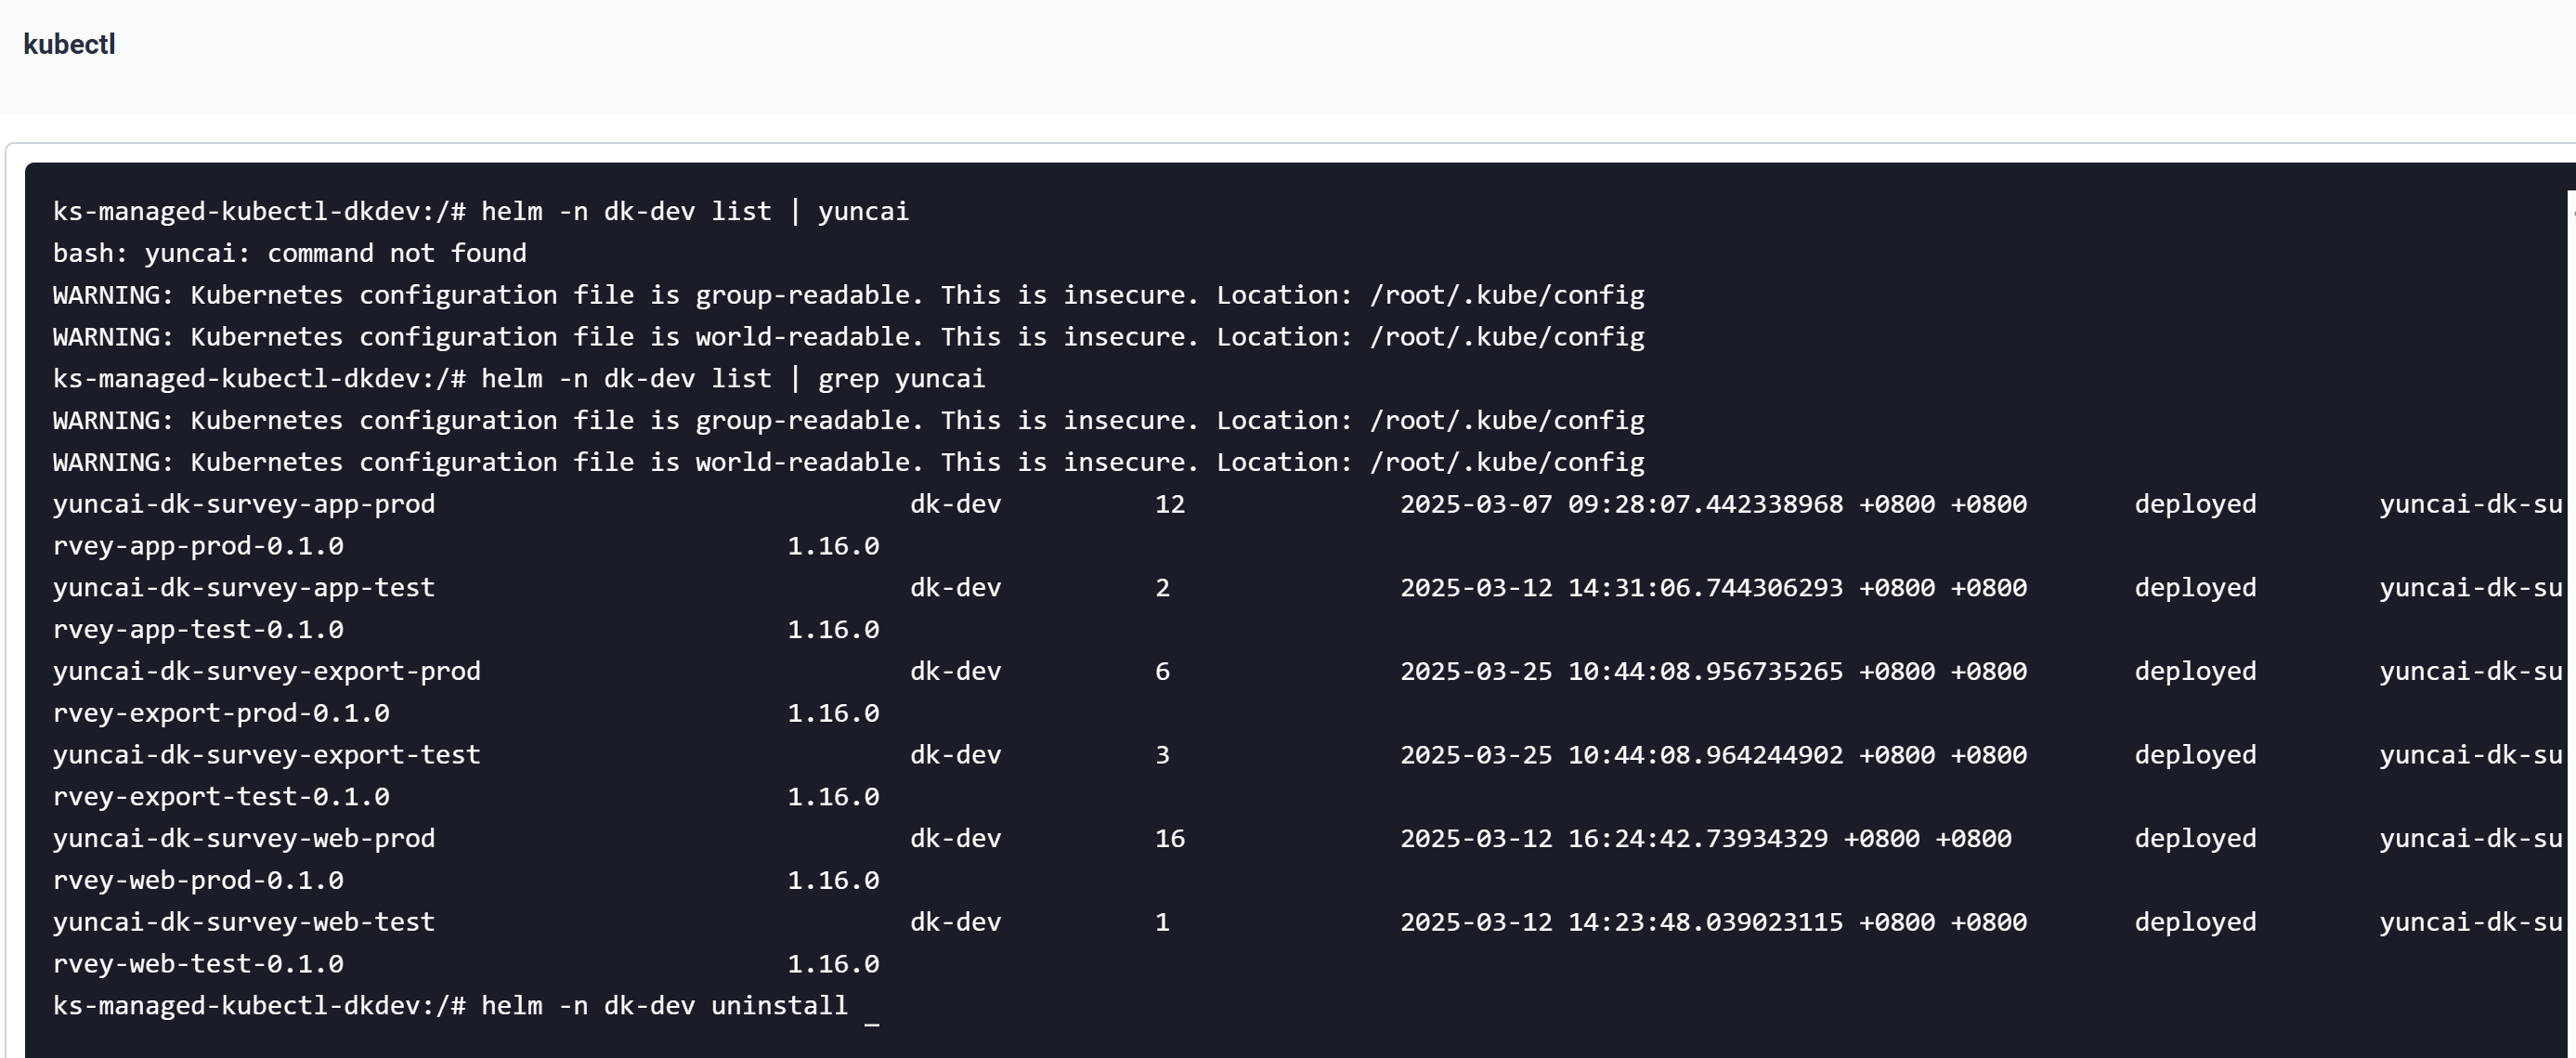 kubectl
ks-managed-kubectl-dkdev:/# helm -n dk-dev list | yuncai
bash: yuncai: command not found
WARNING: Kubernetes configuration file is group-readable. This is insecure. Location: /root/.kube/config
WARNING: Kubernetes configuration file is world-readable. This is insecure. Location: /root/.kube/config
ks-managed-kubectl-dkdev:/# helm -n dk-dev list | grep yuncai
WARNING: Kubernetes configuration file is group-readable. This is insecure. Location: /root/.kube/config
WARNING: Kubernetes configuration file is world-readable. This is insecure. Location: /root/.kube/config
yuncai-dk-survey-app-prod dk-dev 12 2025-03-07 09:28:07.442338968 +0800 +0800 deployed yuncai-dk-su
rvey-app-prod-0.1.0 1.16.0
yuncai-dk-survey-app-test dk-dev 2 2025-03-12 14:31:06.744306293 +0800 +0800 deployed yuncai-dk-su
rvey-app-test-0.1.0 1.16.0
yuncai-dk-survey-export-prod dk-dev 6 2025-03-25 10:44:08.956735265 +0800 +0800 deployed yuncai-dk-su
rvey-export-prod-0.1.0 1.16.0
yuncai-dk-survey-export-test dk-dev 3 2025-03-25 10:44:08.964244902 +0800 +0800 deployed yuncai-dk-su
rvey-export-test-0.1.0 1.16.0
yuncai-dk-survey-web-prod dk-dev 16 2025-03-12 16:24:42.73934329 +0800 +0800 deployed yuncai-dk-su
rvey-web-prod-0.1.0 1.16.0
yuncai-dk-survey-web-test dk-dev 1 2025-03-12 14:23:48.039023115 +0800 +0800 deployed yuncai-dk-su
rvey-web-test-0.1.0 1.16.0
ks-managed-kubectl-dkdev:/# helm -n dk-dev uninstall _